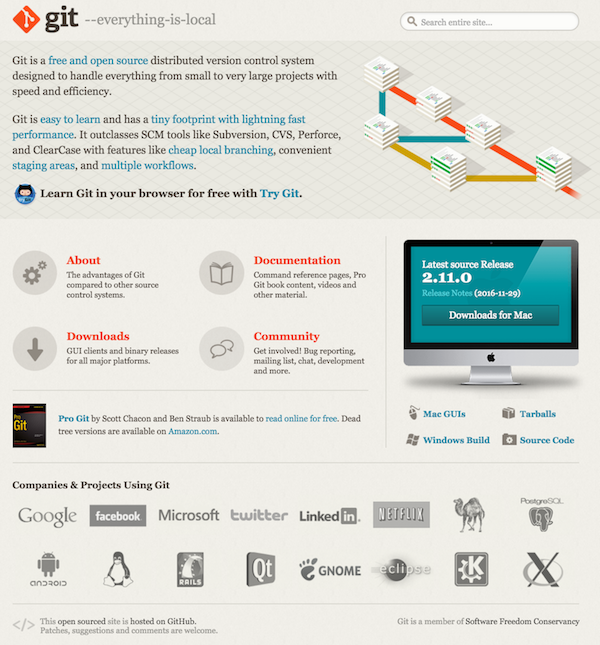 git --everything-is-local
Search entire site...
Git is a free and open source distributed version control system
designed to handle everything from small to very large projects with
speed and efficiency.
Git is easy to learn and has a tiny footprint with lightning fast
performance. It outclasses SCM tools like Subversion, CVS, Perforce,
and ClearCase with features like cheap local branching, convenient
staging areas, and multiple workflows.
Learn Git in your browser for free with Try Git.
About
The advantages of Git
compared to other source
control systems.
Documentation
Command reference pages, Pro
Git book content, videos and
other material.
Downloads
GUI clients and binary releases
for all major platforms.
Community
Get involved! Bug reporting,
mailing list, chat, development
and more.
Latest source Release
2.11.0
Release Notes (2016-11-29)
Downloads for Mac
Mac GUIs
Tarballs
Windows Build
Source Code
Pro
Git
Pro Git by Scott Chacon and Ben Straub is available to read online for free. Dead
tree versions are available on Amazon.com.
Companies & Projects Using Git
Google
facebook
Microsoft
twitter
Linked in.
NETFLIX
PostgreSQL
android
RAILS
Qt
GNOME
eclipse
K
X
</> This open sourced site is hosted on GitHub.
Patches, suggestions and comments are welcome.
Git is a member of Software Freedom Conservancy